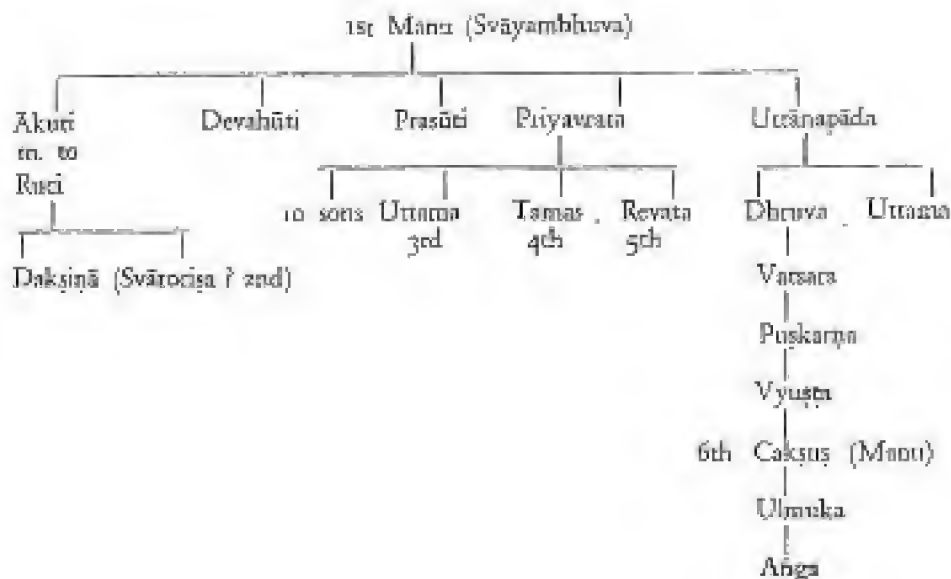 1st Manu (Svāyambhuva)
Ākuti Devahūti Prasūti Priyavrata Uttānapāda
m. to
Ruci
10 sons Uttama Tamas Revata Dhruva Uttama
3rd 4th 5th
Dakṣiṇā (Svārociṣa ? 2nd)
Vatsara
Puṣkarṇa
Vyuṣṭa
6th Cakṣuṣ (Manu)
Ulmuka
Aṅga